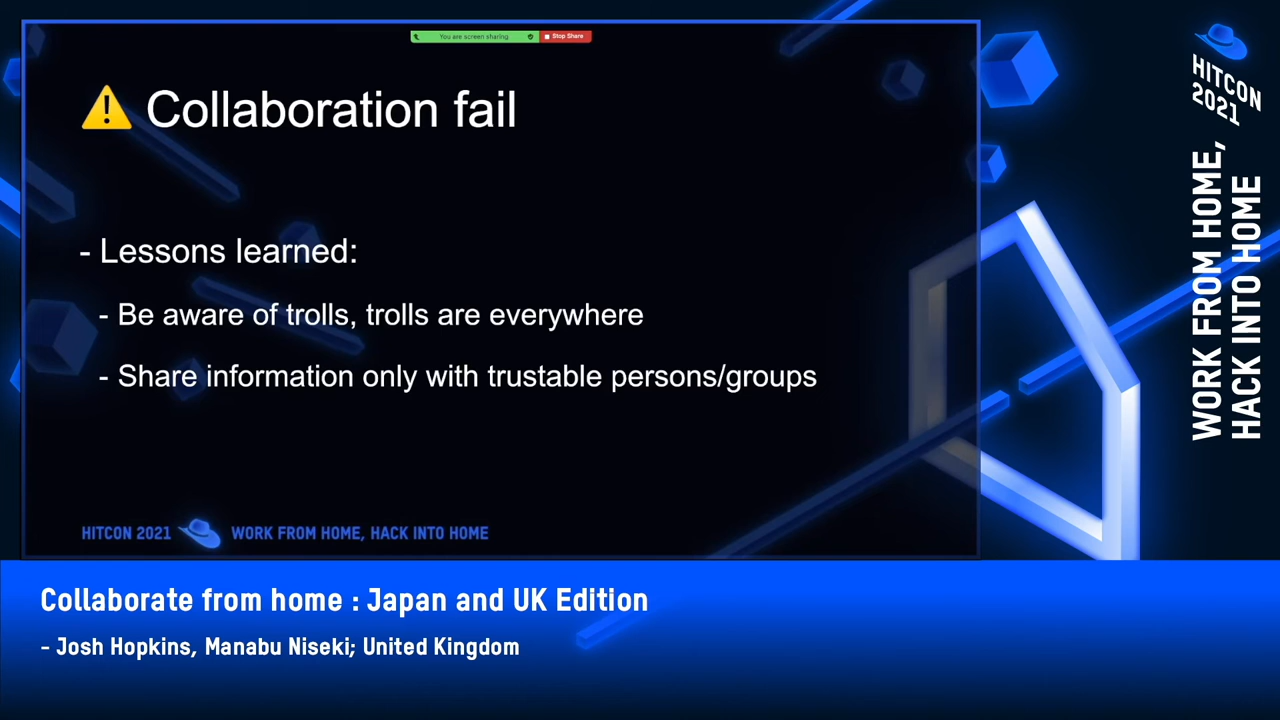 You are screen sharing
Stop Share
⚠ Collaboration fail
- Lessons learned:
- Be aware of trolls, trolls are everywhere
- Share information only with trustable persons/groups
HITCON 2021 WORK FROM HOME, HACK INTO HOME
HITCON
2021
WORK FROM HOME,
HACK INTO HOME
Collaborate from home : Japan and UK Edition
- Josh Hopkins, Manabu Niseki; United Kingdom